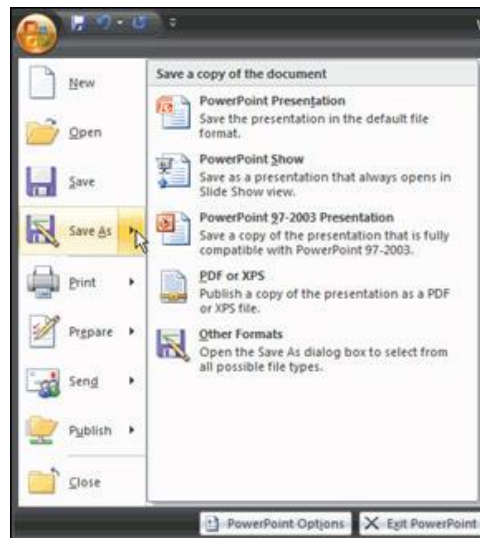 New
Open
Save
Save As
Print
Prepare
Send
Publish
Close
Save a copy of the document
PowerPoint Presentation
Save the presentation in the default file
format.
PowerPoint Show
Save as a presentation that always opens in
Slide Show view.
PowerPoint 97-2003 Presentation
Save a copy of the presentation that is fully
compatible with PowerPoint 97-2003.
PDF or XPS
Publish a copy of the presentation as a PDF
or XPS file.
Other Formats
Open the Save As dialog box to select from
all possible file types.
PowerPoint Options
Exit PowerPoint